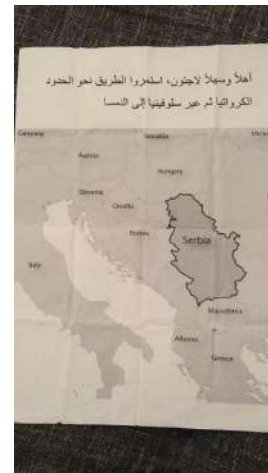 أهلاً وسهلاً لاجئون، استمروا الطريق نحو الحدود
الكرواتيا ثم عبر سلوفينيا إلى النمسا
Germany
Slovakia
Austria
Hungary
Slovenia
Croatia
Bosnia
Serbia
Italy
Macedonia
Albania
Greece